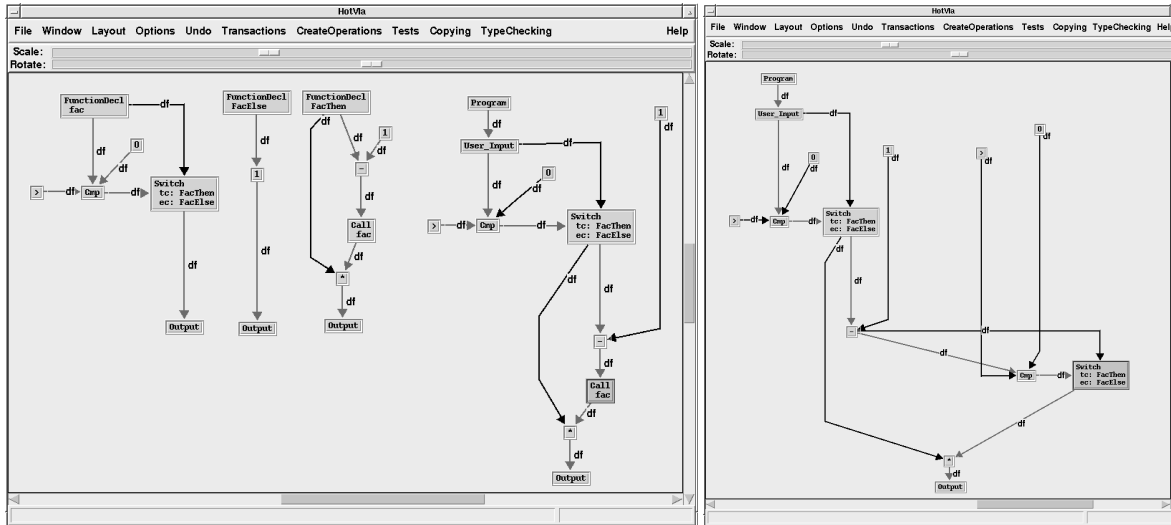 HotVIa
File Window Layout Options Undo Transactions CreateOperations Tests Copying TypeChecking Help
Scale:
Rotate:
FunctionDecl
fac
df
FunctionDecl
FacElse
FunctionDecl
FacThen
Program
1
df
df
User_Input
df
df
0
df
df
1
df
df
1
-
df
df
0
df
> df Cmp df
Switch
tc: FacThen
ec: FacElse
Call
fac
> df Cmp df
Switch
tc: FacThen
ec: FacElse
df
df
df
*
df
df
df
Output
Output
Output
-
df
Call
fac
df
*
df
Output
HotVIa
File Window Layout Options Undo Transactions CreateOperations Tests Copying TypeChecking Hel
Scale:
Rotate:
Program
df
User_Input
df
0
df
df
0
df
1
df
>
df
> df Cmp df
Switch
tc: FacThen
ec: FacElse
df
df
-
df
df
Cmp df
Switch
tc: FacThen
ec: FacElse
df
*
df
Output